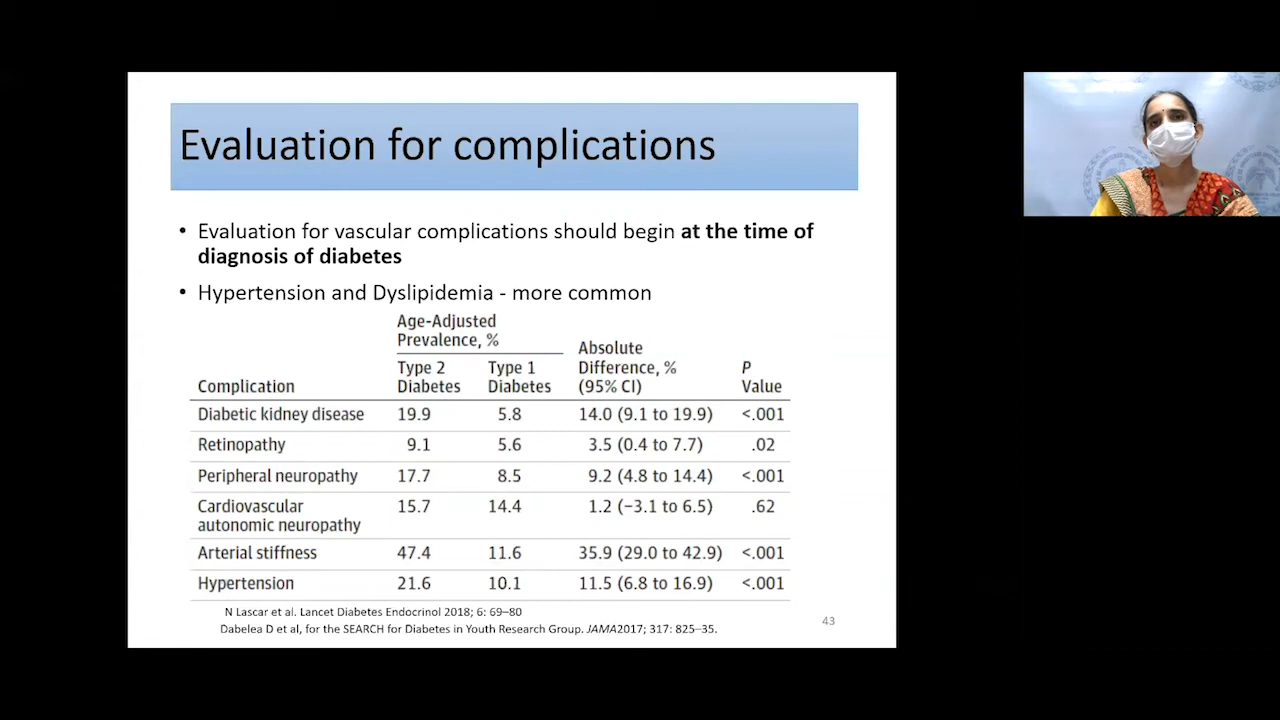 Evaluation for complications
• Evaluation for vascular complications should begin at the time of
diagnosis of diabetes
• Hypertension and Dyslipidemia - more common
Age-Adjusted
Prevalence, %
Absolute
Difference, %
(95% CI)
Complication
Type 2
Diabetes
Type 1
Diabetes
P
Value
Diabetic kidney disease 19.9 5.8 14.0 (9.1 to 19.9) <.001
Retinopathy 9.1 5.6 3.5 (0.4 to 7.7) .02
Peripheral neuropathy 17.7 8.5 9.2 (4.8 to 14.4) <.001
Cardiovascular 15.7 14.4 1.2 (−3.1 to 6.5) .62
autonomic neuropathy
Arterial stiffness 47.4 11.6 35.9 (29.0 to 42.9) <.001
Hypertension 21.6 10.1 11.5 (6.8 to 16.9) <.001
N Lascar et al. Lancet Diabetes Endocrinol 2018; 6: 69–80
Dabelea D et al, for the SEARCH for Diabetes in Youth Research Group. JAMA2017; 317: 825–35.
43